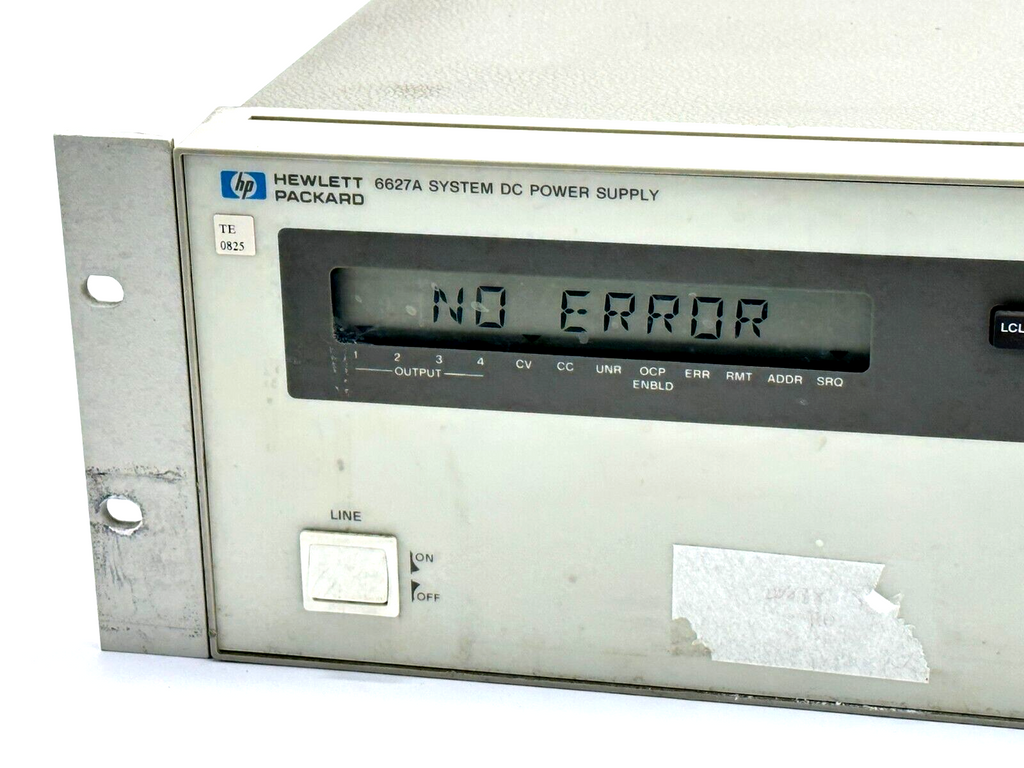 hp HEWLETT PACKARD 6627A SYSTEM DC POWER SUPPLY
TE
0825
NO ERROR
LCL
1 2 3 4 CV CC UNR OCP ENBLD ERR RMT ADDR SRQ
OUTPUT
LINE
ON
OFF